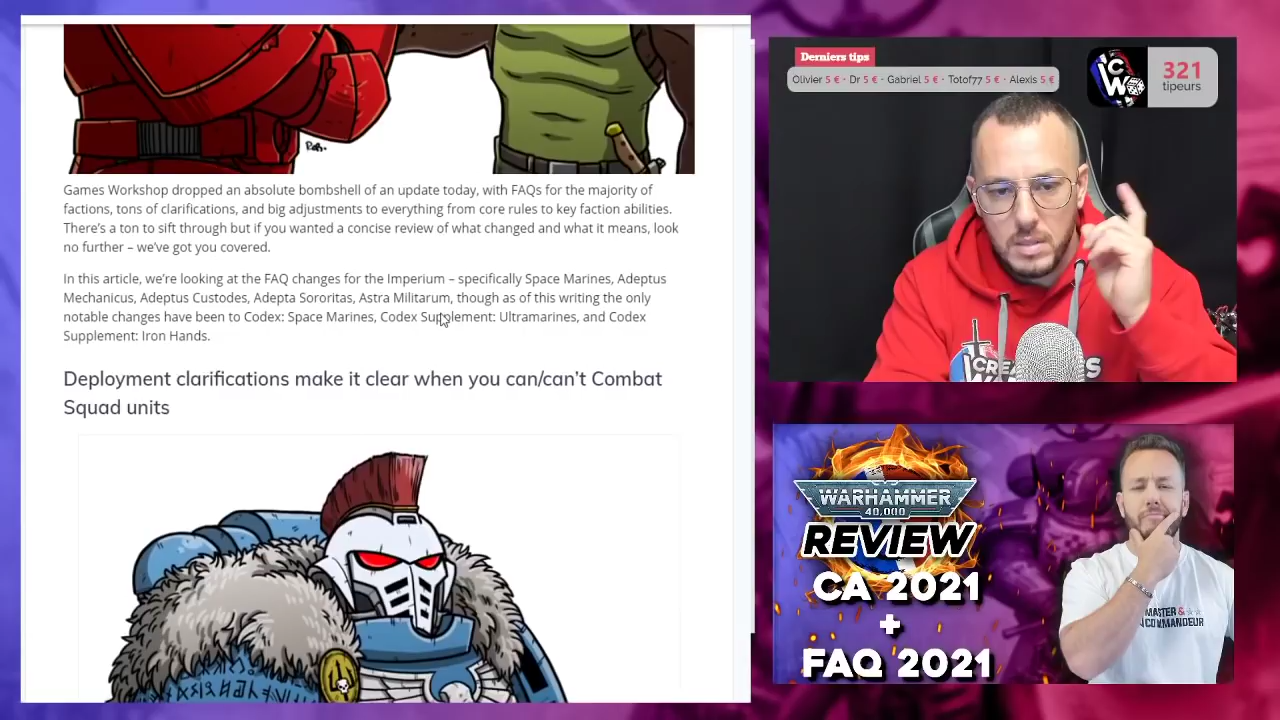 Games Workshop dropped an absolute bombshell of an update today, with FAQs for the majority of
factions, tons of clarifications, and big adjustments to everything from core rules to key faction abilities.
There's a ton to sift through but if you wanted a concise review of what changed and what it means, look
no further – we've got you covered.
In this article, we're looking at the FAQ changes for the Imperium – specifically Space Marines, Adeptus
Mechanicus, Adeptus Custodes, Adepta Sororitas, Astra Militarum, though as of this writing the only
notable changes have been to Codex: Space Marines, Codex Supplement: Ultramarines, and Codex
Supplement: Iron Hands.
Deployment clarifications make it clear when you can/can't Combat
Squad units
Derniers tips
Olivier 5 € · Dr 5 € · Gabriel 5 € · Totof77 5 € · Alexis 5 €
CW
321
tipeurs
WARHAMMER
40,000
REVIEW
CA 2021
+
FAQ 2021